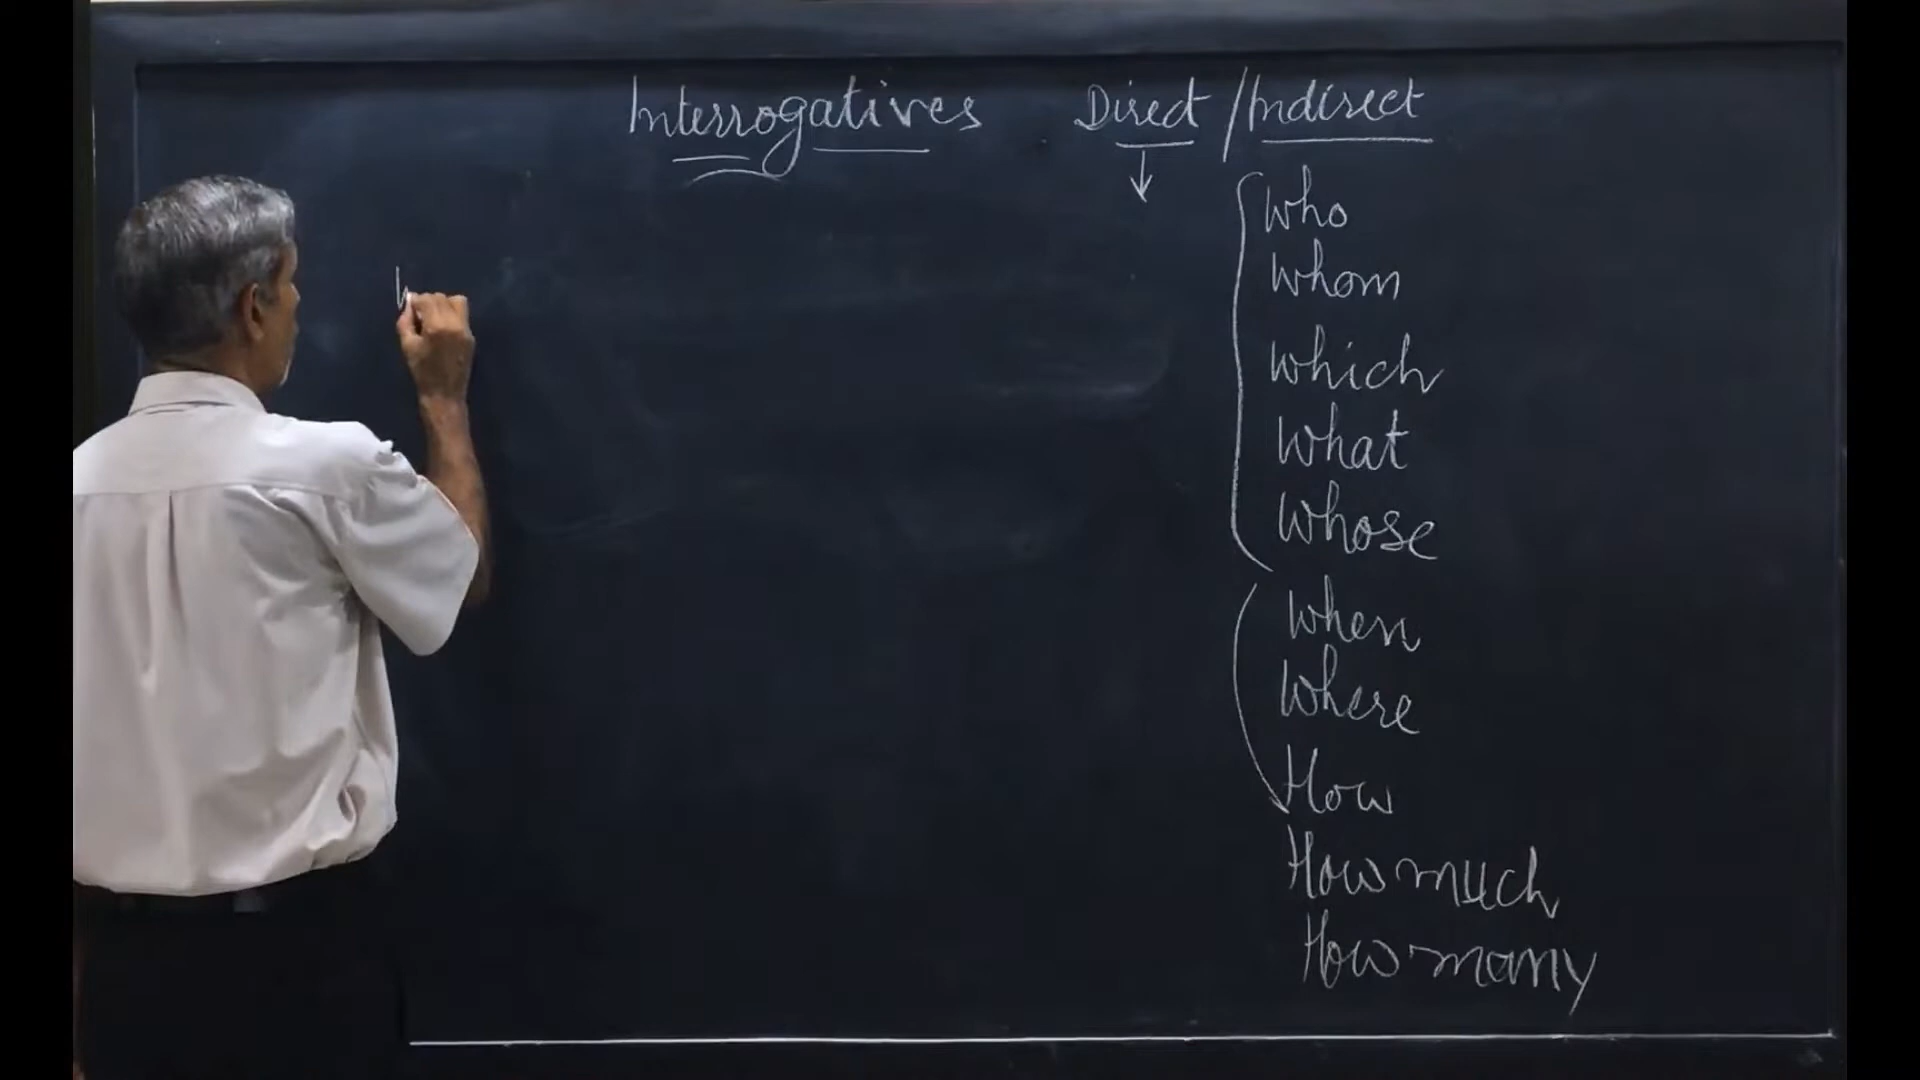 Interrogatives Direct / Indirect
Who
Whom
Which
What
Whose
When
Where
How
How much
How many